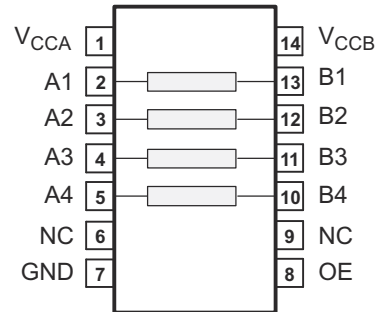 VCCA 1 14 VCCB
A1 2 13 B1
A2 3 12 B2
A3 4 11 B3
A4 5 10 B4
NC 6 9 NC
GND 7 8 OE